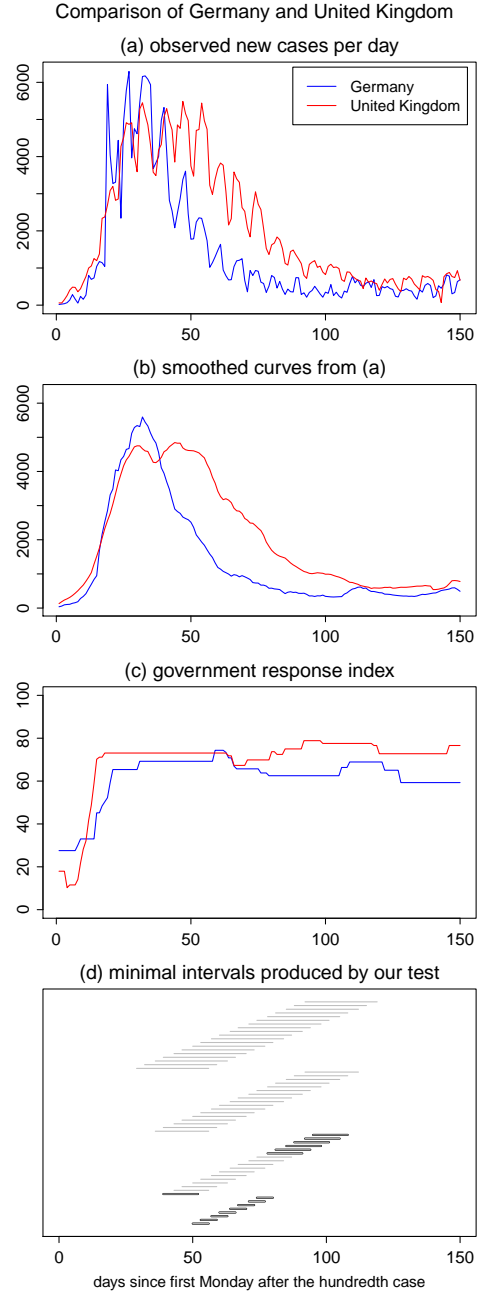 Comparison of Germany and United Kingdom
(a) observed new cases per day
Germany
United Kingdom
6000
4000
2000
0
0 50 100 150
(b) smoothed curves from (a)
6000
4000
2000
0
0 50 100 150
(c) government response index
100
80
60
40
20
0
0 50 100 150
(d) minimal intervals produced by our test
0 50 100 150
days since first Monday after the hundredth case